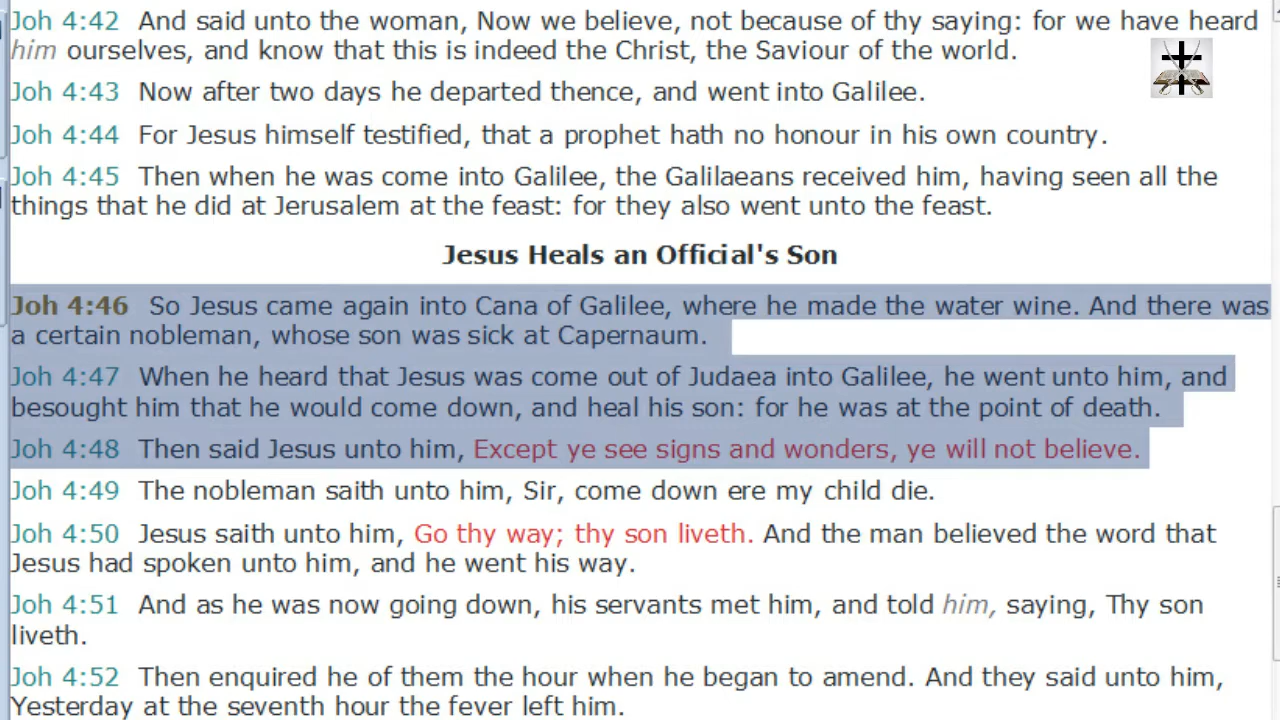 Joh 4:42 And said unto the woman, Now we believe, not because of thy saying: for we have heard
him ourselves, and know that this is indeed the Christ, the Saviour of the world.
Joh 4:43 Now after two days he departed thence, and went into Galilee.
Joh 4:44 For Jesus himself testified, that a prophet hath no honour in his own country.
Joh 4:45 Then when he was come into Galilee, the Galilaeans received him, having seen all the
things that he did at Jerusalem at the feast: for they also went unto the feast.
Jesus Heals an Official's Son
Joh 4:46 So Jesus came again into Cana of Galilee, where he made the water wine. And there was
a certain nobleman, whose son was sick at Capernaum.
Joh 4:47 When he heard that Jesus was come out of Judaea into Galilee, he went unto him, and
besought him that he would come down, and heal his son: for he was at the point of death.
Joh 4:48 Then said Jesus unto him, Except ye see signs and wonders, ye will not believe.
Joh 4:49 The nobleman saith unto him, Sir, come down ere my child die.
Joh 4:50 Jesus saith unto him, Go thy way; thy son liveth. And the man believed the word that
Jesus had spoken unto him, and he went his way.
Joh 4:51 And as he was now going down, his servants met him, and told him, saying, Thy son
liveth.
Joh 4:52 Then enquired he of them the hour when he began to amend. And they said unto him,
Yesterday at the seventh hour the fever left him.